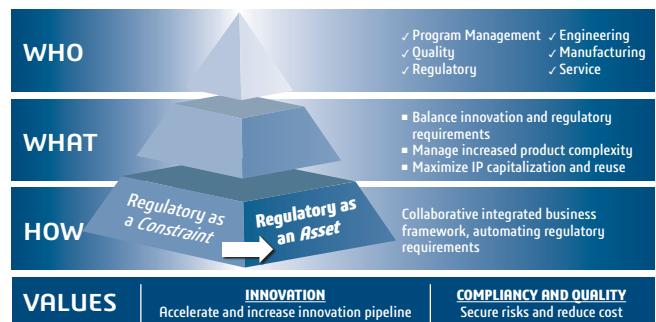 WHO
✓ Program Management ✓ Engineering
✓ Quality ✓ Manufacturing
✓ Regulatory ✓ Service
WHAT
■ Balance innovation and regulatory
requirements
■ Manage increased product complexity
■ Maximize IP capitalization and reuse
HOW
Regulatory as
a Constraint
Regulatory as
an Asset
Collaborative integrated business
framework, automating regulatory
requirements
VALUES
INNOVATION
Accelerate and increase innovation pipeline
COMPLIANCY AND QUALITY
Secure risks and reduce cost